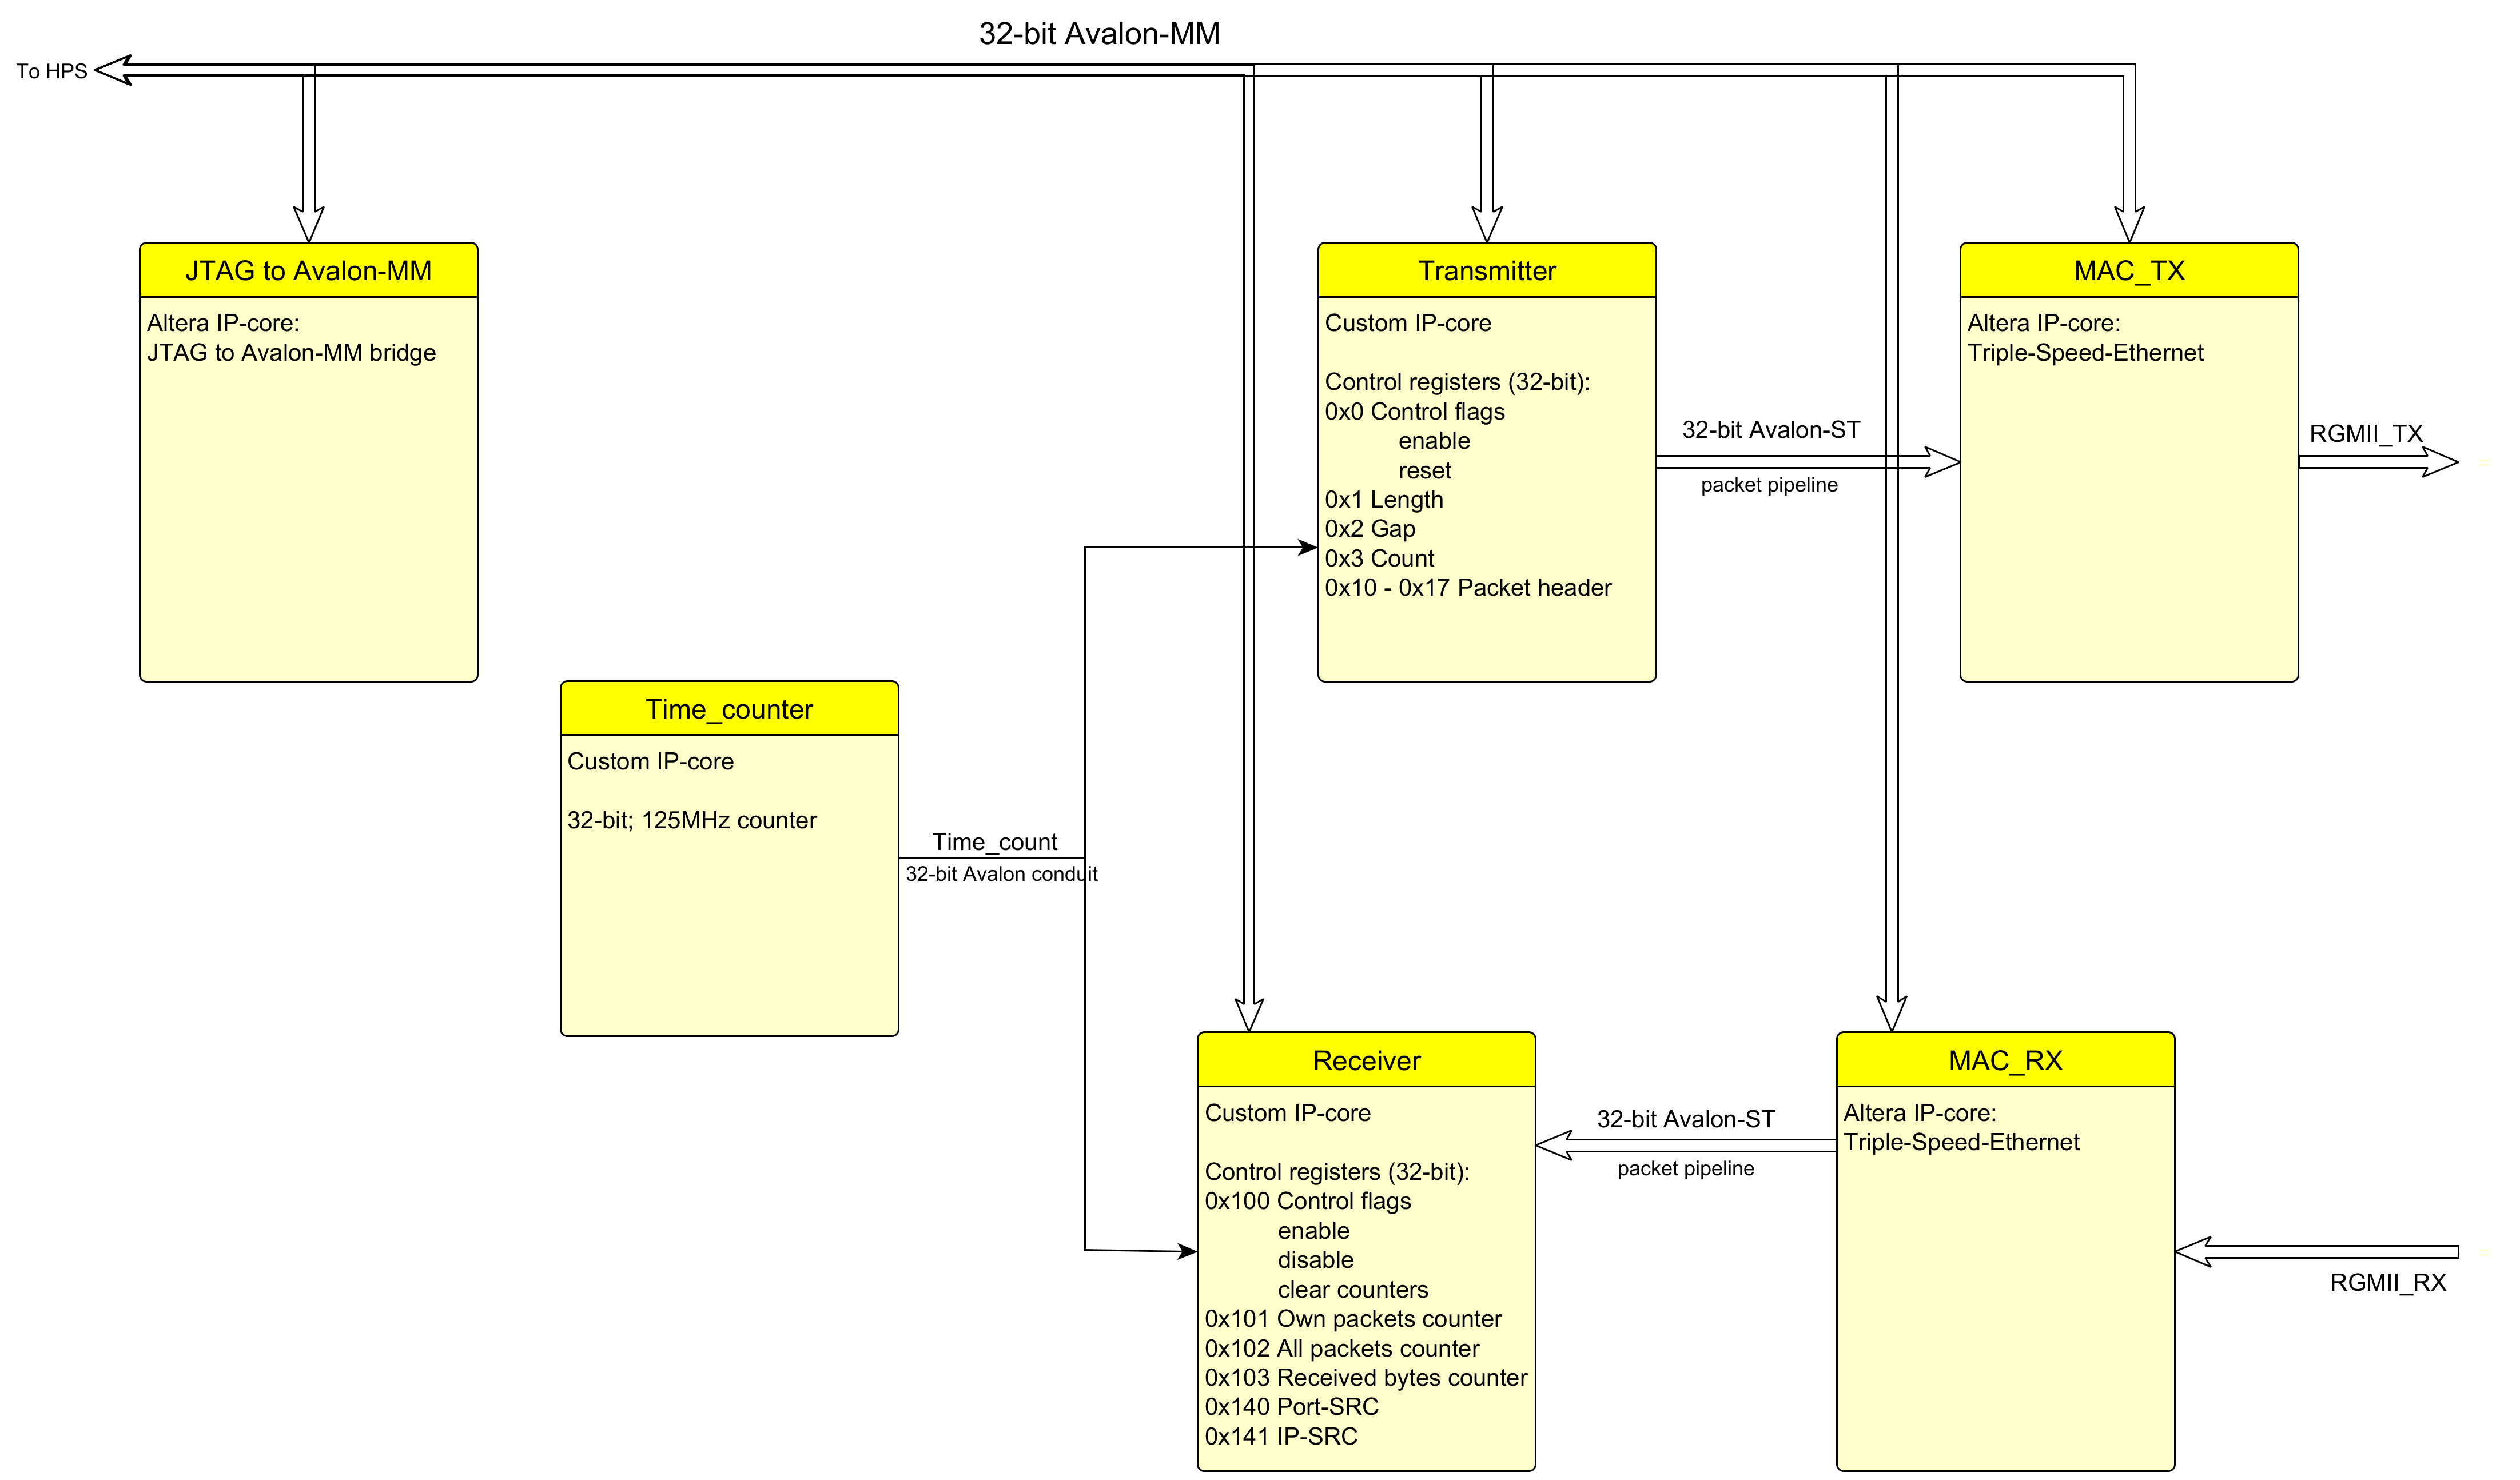 32-bit Avalon-MM
To HPS
JTAG to Avalon-MM
Altera IP-core:
JTAG to Avalon-MM bridge
Transmitter
Custom IP-core
Control registers (32-bit):
0x0 Control flags
enable
reset
0x1 Length
0x2 Gap
0x3 Count
0x10 - 0x17 Packet header
32-bit Avalon-ST
packet pipeline
MAC_TX
Altera IP-core:
Triple-Speed-Ethernet
RGMII_TX
Time_counter
Custom IP-core
32-bit; 125MHz counter
Time_count
32-bit Avalon conduit
Receiver
Custom IP-core
Control registers (32-bit):
0x100 Control flags
enable
disable
clear counters
0x101 Own packets counter
0x102 All packets counter
0x103 Received bytes counter
0x140 Port-SRC
0x141 IP-SRC
32-bit Avalon-ST
packet pipeline
MAC_RX
Altera IP-core:
Triple-Speed-Ethernet
RGMII_RX